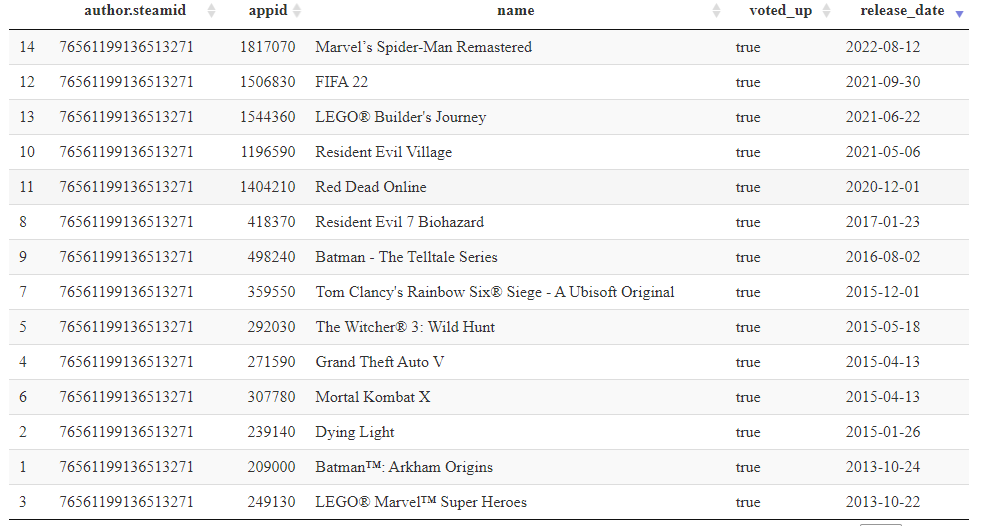 author.steamid appid name voted_up release_date
14 76561199136513271 1817070 Marvel’s Spider-Man Remastered true 2022-08-12
12 76561199136513271 1506830 FIFA 22 true 2021-09-30
13 76561199136513271 1544360 LEGO® Builder's Journey true 2021-06-22
10 76561199136513271 1196590 Resident Evil Village true 2021-05-06
11 76561199136513271 1404210 Red Dead Online true 2020-12-01
8 76561199136513271 418370 Resident Evil 7 Biohazard true 2017-01-23
9 76561199136513271 498240 Batman - The Telltale Series true 2016-08-02
7 76561199136513271 359550 Tom Clancy's Rainbow Six® Siege - A Ubisoft Original true 2015-12-01
5 76561199136513271 292030 The Witcher® 3: Wild Hunt true 2015-05-18
4 76561199136513271 271590 Grand Theft Auto V true 2015-04-13
6 76561199136513271 307780 Mortal Kombat X true 2015-04-13
2 76561199136513271 239140 Dying Light true 2015-01-26
1 76561199136513271 209000 Batman™: Arkham Origins true 2013-10-24
3 76561199136513271 249130 LEGO® Marvel™ Super Heroes true 2013-10-22